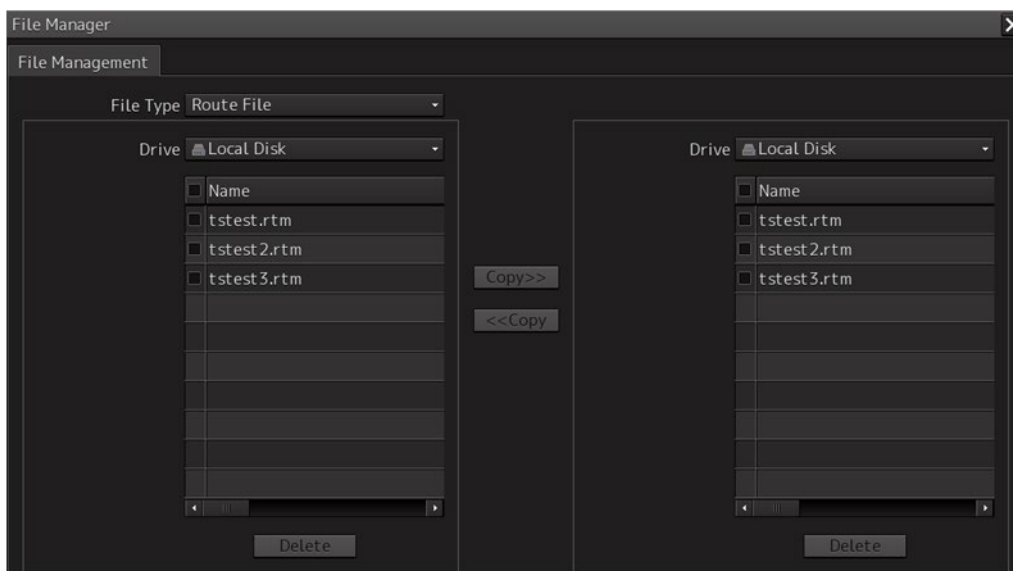 File Manager
File Management
File Type Route File
Drive Local Disk
Name
tstest.rtm
tstest2.rtm
tstest3.rtm
Delete
Copy>>
<<Copy
Drive Local Disk
Name
tstest.rtm
tstest2.rtm
tstest3.rtm
Delete